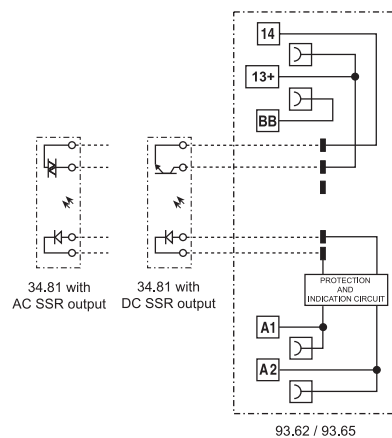 14
13+
BB
34.81 with
AC SSR output
34.81 with
DC SSR output
PROTECTION
AND
INDICATION CIRCUIT
A1
A2
93.62 / 93.65